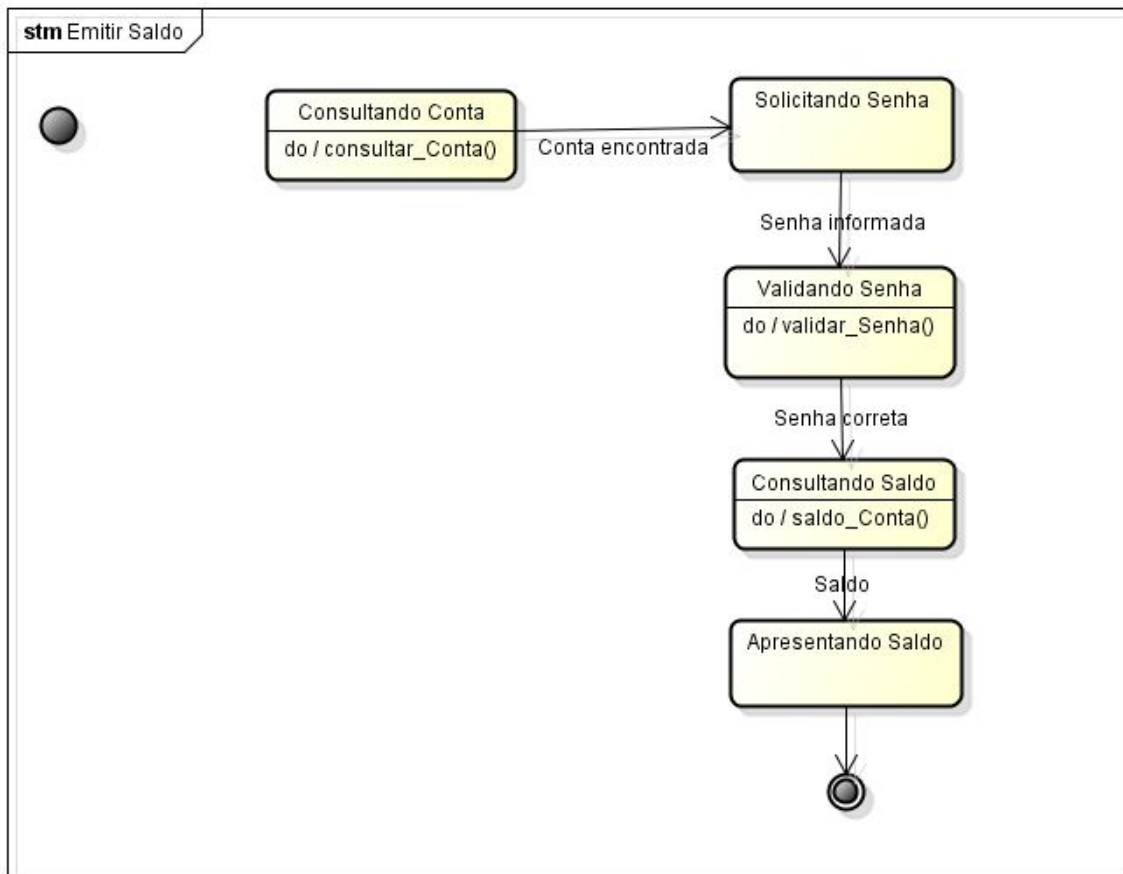 stm Emitir Saldo
Consultando Conta
do / consultar_Conta()
Conta encontrada
Solicitando Senha
Senha informada
Validando Senha
do / validar_Senha()
Senha correta
Consultando Saldo
do / saldo_Conta()
Saldo
Apresentando Saldo